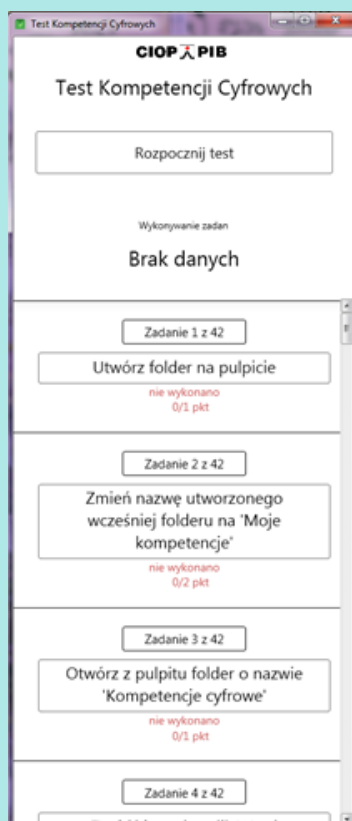 Test Kompetencji Cyfrowych
CIOP PIB
Test Kompetencji Cyfrowych
Rozpocznij test
Wykonywanie zadan
Brak danych
Zadanie 1 z 42
Utwórz folder na pulpicie
nie wykonano
0/1 pkt
Zadanie 2 z 42
Zmień nazwę utworzonego
wcześniej folderu na 'Moje
kompetencje'
nie wykonano
0/2 pkt
Zadanie 3 z 42
Otwórz z pulpitu folder o nazwie
'Kompetencje cyfrowe'
nie wykonano
0/1 pkt
Zadanie 4 z 42